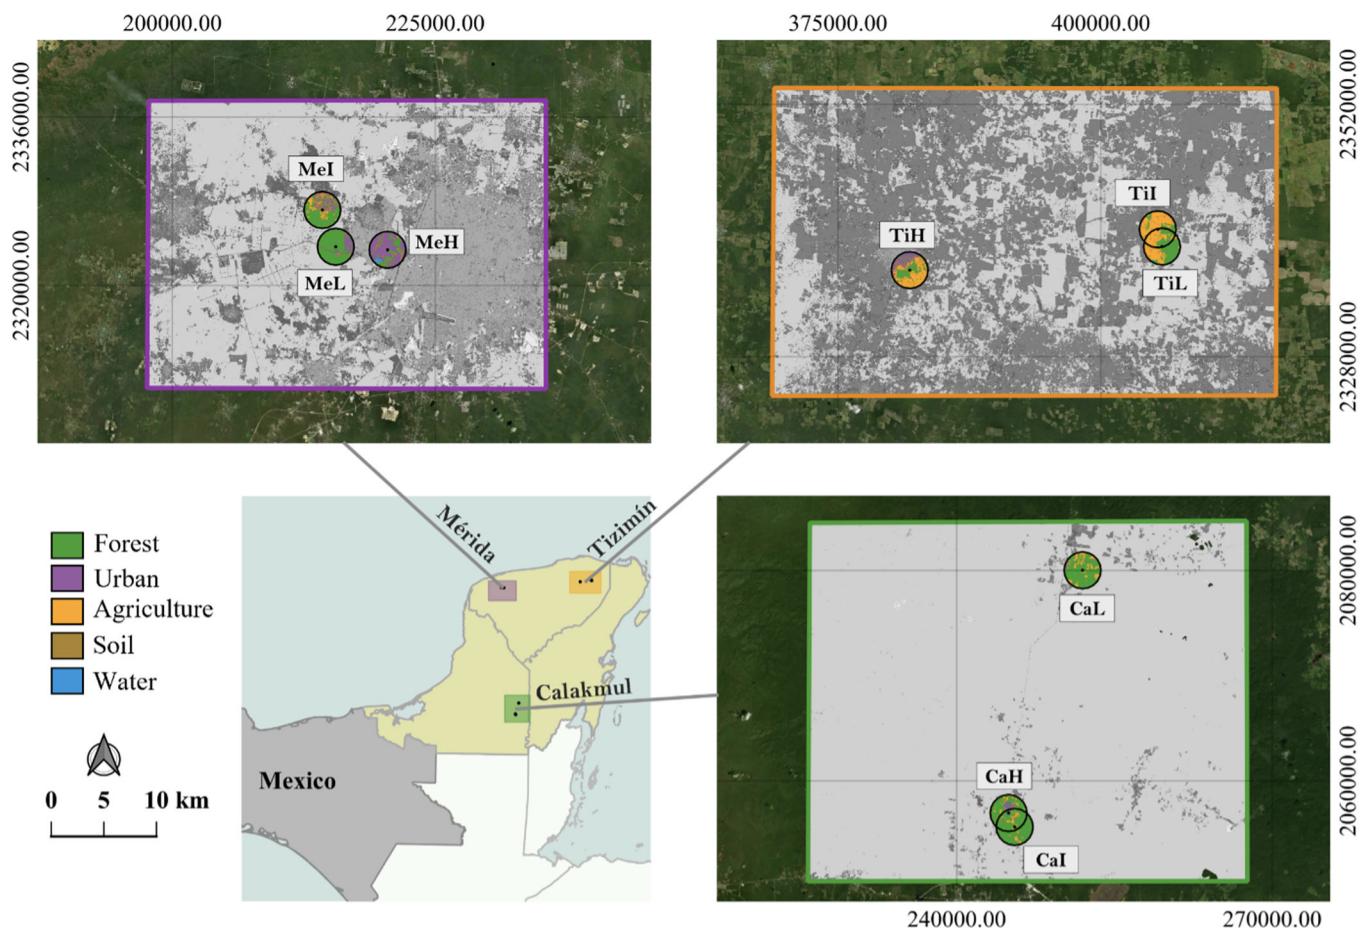 200000.00 225000.00
375000.00 400000.00
2336000.00
2320000.00
MeI
MeH
MeL
2352000.00
2328000.00
TiI
TiH
TiL
Forest
Urban
Agriculture
Soil
Water
0 5 10 km
Mérida
Tizimín
Calakmul
Mexico
CaL
CaH
CaI
2080000.00
2060000.00
240000.00 270000.00